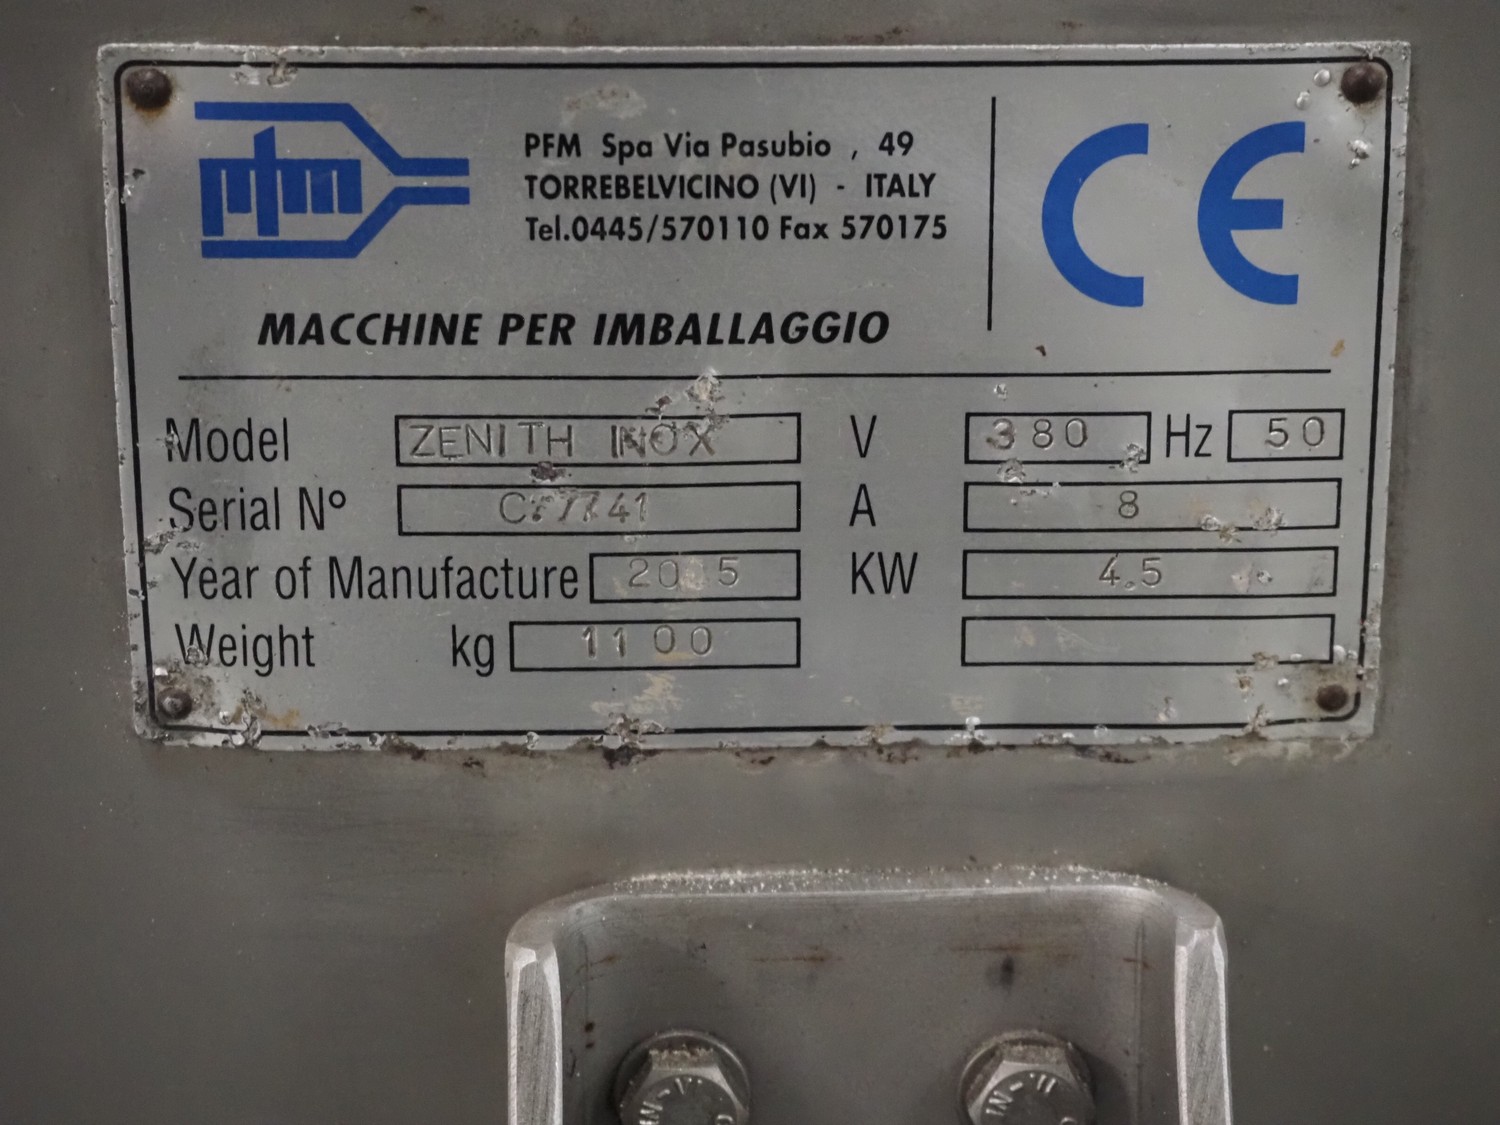 pfm
PFM Spa Via Pasubio , 49
TORREBELVICINO (VI) - ITALY
Tel.0445/570110 Fax 570175
CE
MACCHINE PER IMBALLAGGIO
Model ZENITH INOX V 380 Hz 50
Serial N° A 8
Year of Manufacture KW 4.5
Weight kg 1100